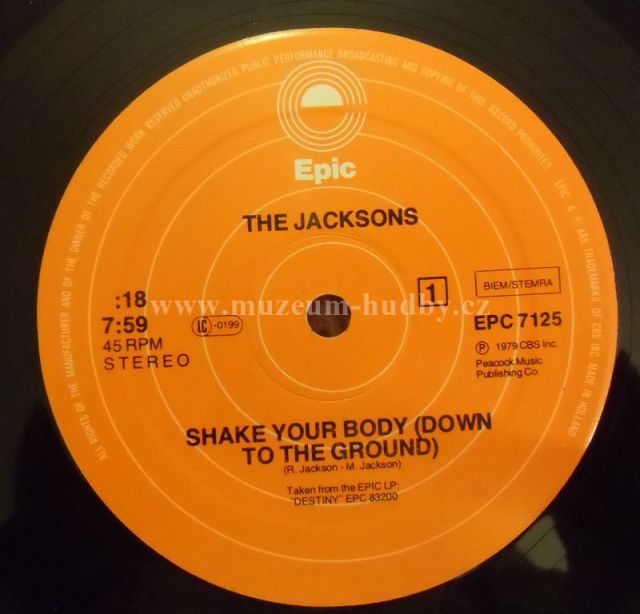 ALL RIGHTS OF THE MANUFACTURER AND OF THE OWNER OF THE RECORDED WORK RESERVED UNAUTHORIZED PUBLIC PERFORMANCE BROADCASTING AND COPYING OF THIS RECORD PROHIBITED EPIC & ℗ ARE TRADEMARKS OF CBS INC MADE IN HOLLAND
Epic
THE JACKSONS
1
BIEM/STEMRA
:18
7:59
LC -0199
45 RPM
STEREO
EPC 7125
℗ 1979 CBS Inc.
Peacock Music
Publishing Co.
www.muzeum-hudby.cz
SHAKE YOUR BODY (DOWN
TO THE GROUND)
(R. Jackson - M. Jackson)
Taken from the EPIC LP:
"DESTINY" EPC 83200